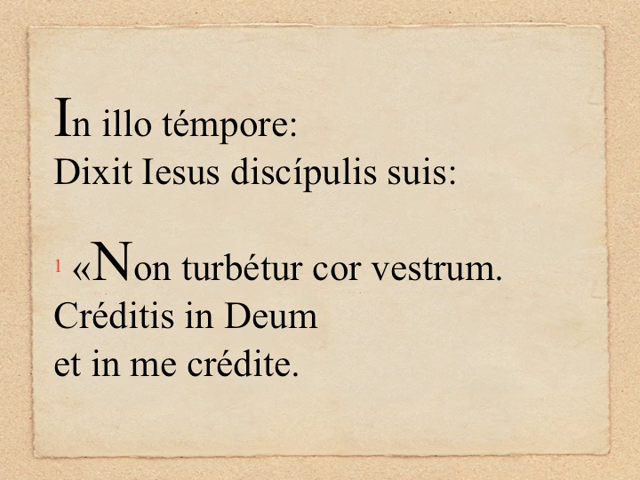 In illo témpore:
Dixit Iesus discípulis suis:
1 «Non turbétur cor vestrum.
Créditis in Deum
et in me crédite.